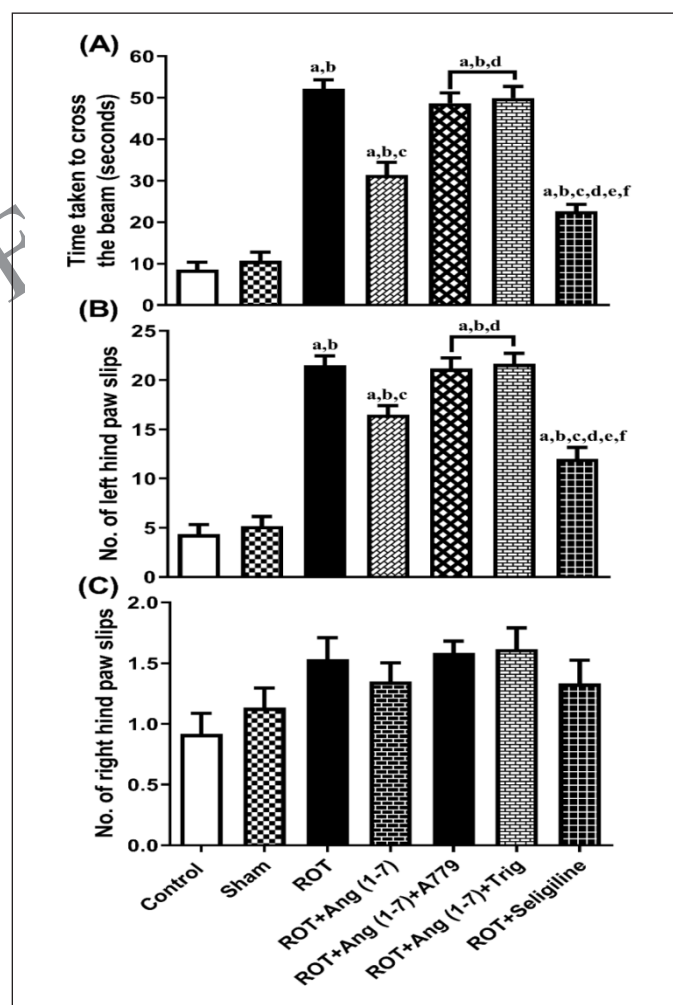 (A)
Time taken to cross
the beam (seconds)
60
50
40
30
20
10
0
a,b
a,b,c
a,b,d
a,b,c,d,e,f
(B)
No. of left hind paw slips
25
20
15
10
5
0
a,b
a,b,c
a,b,d
a,b,c,d,e,f
(C)
No. of right hind paw slips
2.0
1.5
1.0
0.5
0.0
Control
Sham
ROT
ROT+Ang (1-7)
ROT+Ang (1-7)+A779
ROT+Ang (1-7)+Trig
ROT+Seligiline
F